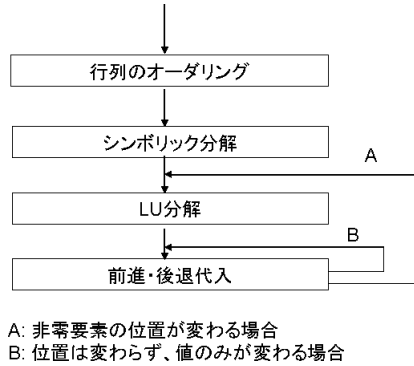 行列のオーダリング
シンボリック分解
A
LU分解
B
前進・後退代入
A: 非零要素の位置が変わる場合
B: 位置は変わらず、値のみが変わる場合